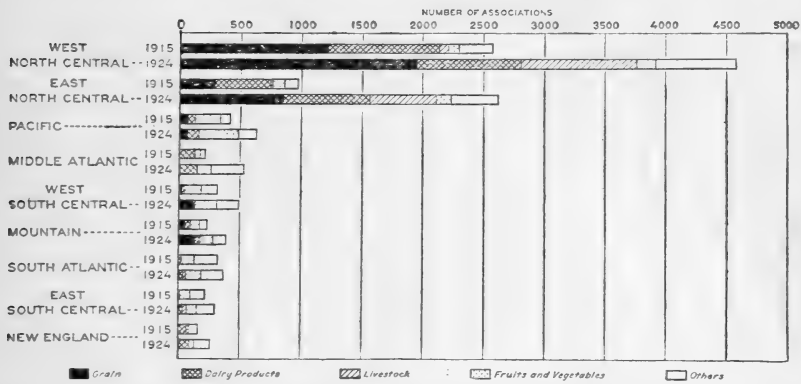 NUMBER OF ASSOCIATIONS
0 500 1000 1500 2000 2500 3000 3500 4000 4500 5000
WEST 1915
NORTH CENTRAL 1924
EAST 1915
NORTH CENTRAL 1924
PACIFIC 1915
1924
MIDDLE ATLANTIC 1915
1924
WEST 1915
SOUTH CENTRAL 1924
MOUNTAIN 1915
1924
SOUTH ATLANTIC 1915
1924
EAST 1915
SOUTH CENTRAL 1924
NEW ENGLAND 1915
1924
Grain Dairy Products Livestock Fruits and Vegetables Others